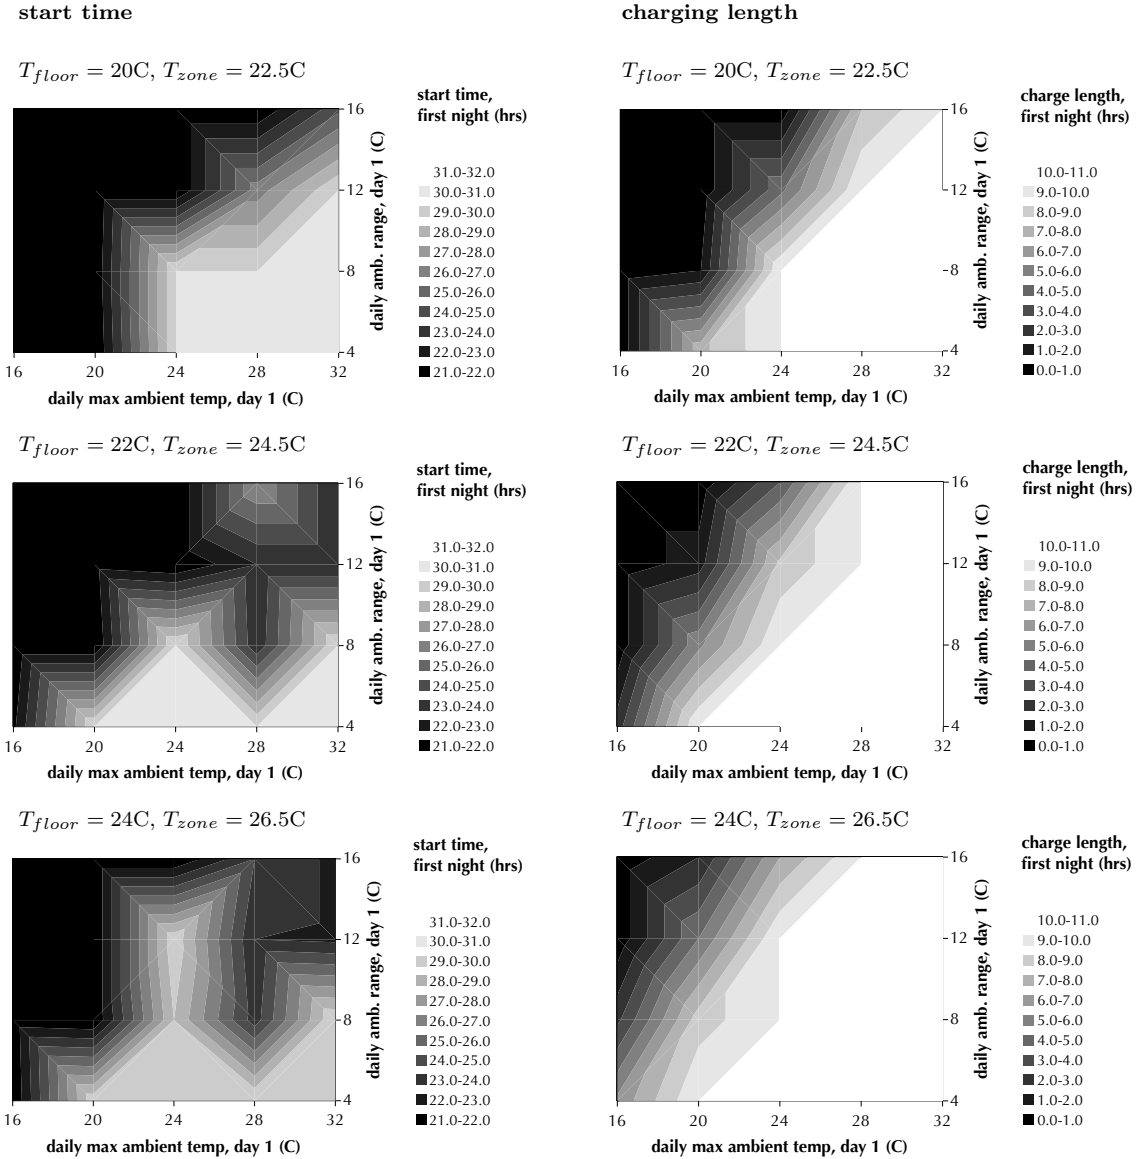 start time
charging length
T_floor = 20C, T_zone = 22.5C
T_floor = 20C, T_zone = 22.5C
start time,
first night (hrs)
31.0-32.0
30.0-31.0
29.0-30.0
28.0-29.0
27.0-28.0
26.0-27.0
25.0-26.0
24.0-25.0
23.0-24.0
22.0-23.0
21.0-22.0
16
12
8
4
daily amb. range, day 1 (C)
16 20 24 28 32
daily max ambient temp, day 1 (C)
charge length,
first night (hrs)
10.0-11.0
9.0-10.0
8.0-9.0
7.0-8.0
6.0-7.0
5.0-6.0
4.0-5.0
3.0-4.0
2.0-3.0
1.0-2.0
0.0-1.0
16
12
8
4
daily amb. range, day 1 (C)
16 20 24 28 32
daily max ambient temp, day 1 (C)
T_floor = 22C, T_zone = 24.5C
T_floor = 22C, T_zone = 24.5C
start time,
first night (hrs)
31.0-32.0
30.0-31.0
29.0-30.0
28.0-29.0
27.0-28.0
26.0-27.0
25.0-26.0
24.0-25.0
23.0-24.0
22.0-23.0
21.0-22.0
16
12
8
4
daily amb. range, day 1 (C)
16 20 24 28 32
daily max ambient temp, day 1 (C)
charge length,
first night (hrs)
10.0-11.0
9.0-10.0
8.0-9.0
7.0-8.0
6.0-7.0
5.0-6.0
4.0-5.0
3.0-4.0
2.0-3.0
1.0-2.0
0.0-1.0
16
12
8
4
daily amb. range, day 1 (C)
16 20 24 28 32
daily max ambient temp, day 1 (C)
T_floor = 24C, T_zone = 26.5C
T_floor = 24C, T_zone = 26.5C
start time,
first night (hrs)
31.0-32.0
30.0-31.0
29.0-30.0
28.0-29.0
27.0-28.0
26.0-27.0
25.0-26.0
24.0-25.0
23.0-24.0
22.0-23.0
21.0-22.0
16
12
8
4
daily amb. range, day 1 (C)
16 20 24 28 32
daily max ambient temp, day 1 (C)
charge length,
first night (hrs)
10.0-11.0
9.0-10.0
8.0-9.0
7.0-8.0
6.0-7.0
5.0-6.0
4.0-5.0
3.0-4.0
2.0-3.0
1.0-2.0
0.0-1.0
16
12
8
4
daily amb. range, day 1 (C)
16 20 24 28 32
daily max ambient temp, day 1 (C)